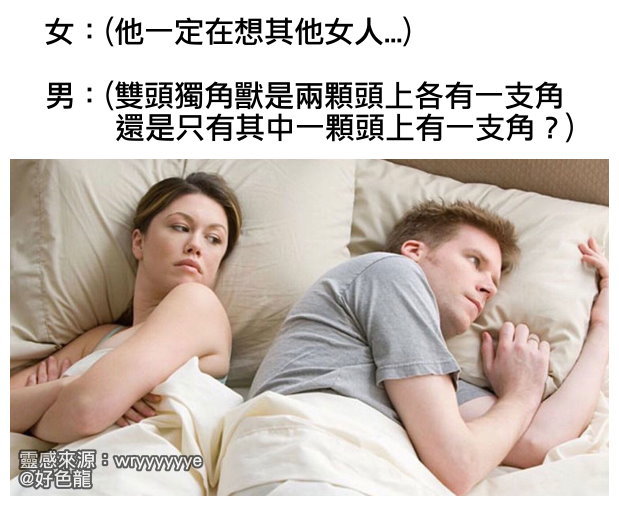 女：(他一定在想其他女人...)
男：(雙頭獨角獸是兩顆頭上各有一支角
還是只有其中一顆頭上有一支角？)
靈感來源：wryyyyyye
@好色龍